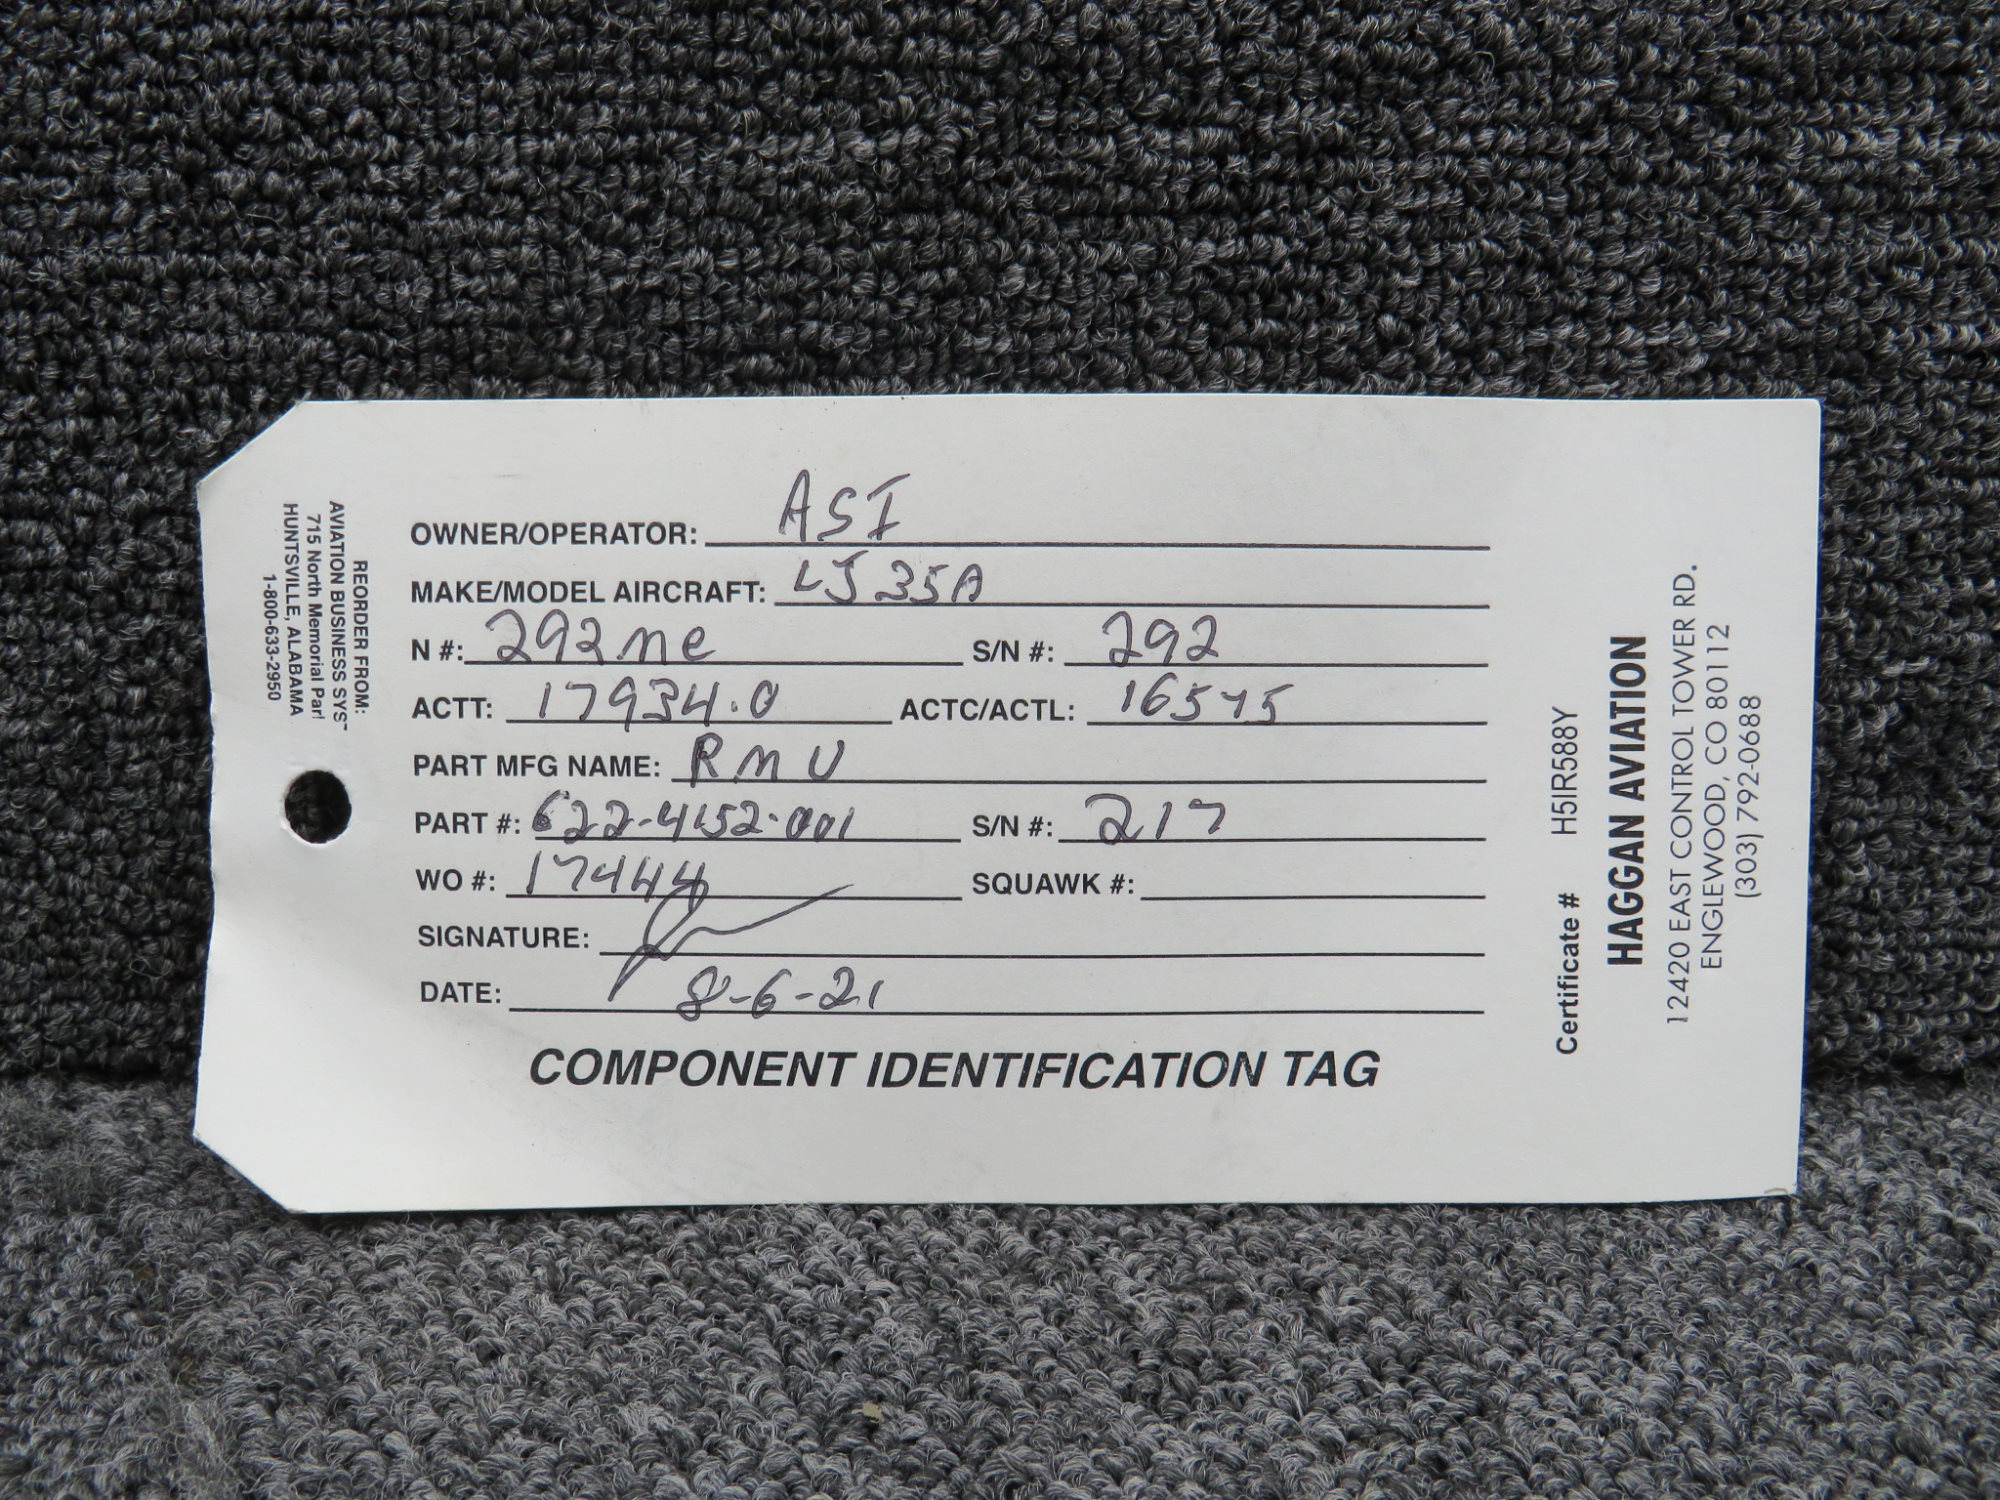 OWNER/OPERATOR: ASI
MAKE/MODEL AIRCRAFT: LJ 35A
N #: 292ME S/N #: 292
ACTT: 17934.0 ACTC/ACTL: 16545
PART MFG NAME: RMU
PART #: 622-4152-001 S/N #: 217
WO #: 17444 SQUAWK #:
SIGNATURE:
DATE: 8-6-21
COMPONENT IDENTIFICATION TAG
REORDER FROM:
AVIATION BUSINESS SYS
715 North Memorial
HUNTSVILLE, ALABAMA
1-800-633-2950
Certificate # H5IR588Y
HAGGAN AVIATION
12420 EAST CONTROL TOWER RD.
ENGLEWOOD, CO 80112
(303) 792-0688